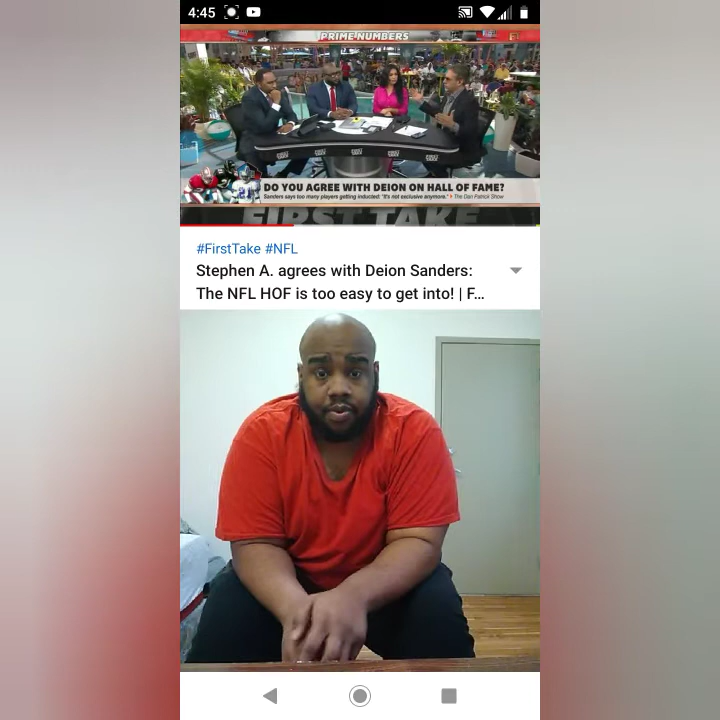 4:45
PRIME NUMBERS
DO YOU AGREE WITH DEION ON HALL OF FAME?
Sanders says too many players getting inducted: "It's not exclusive anymore." The Dan Patrick Show
FIRST TAKE
#FirstTake #NFL
Stephen A. agrees with Deion Sanders:
The NFL HOF is too easy to get into! | F...